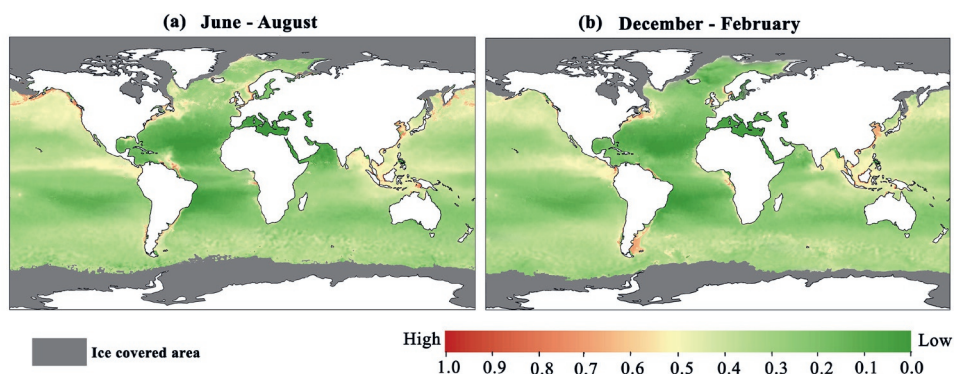 (a) June - August
(b) December - February
Ice covered area
High
Low
1.0 0.9 0.8 0.7 0.6 0.5 0.4 0.3 0.2 0.1 0.0